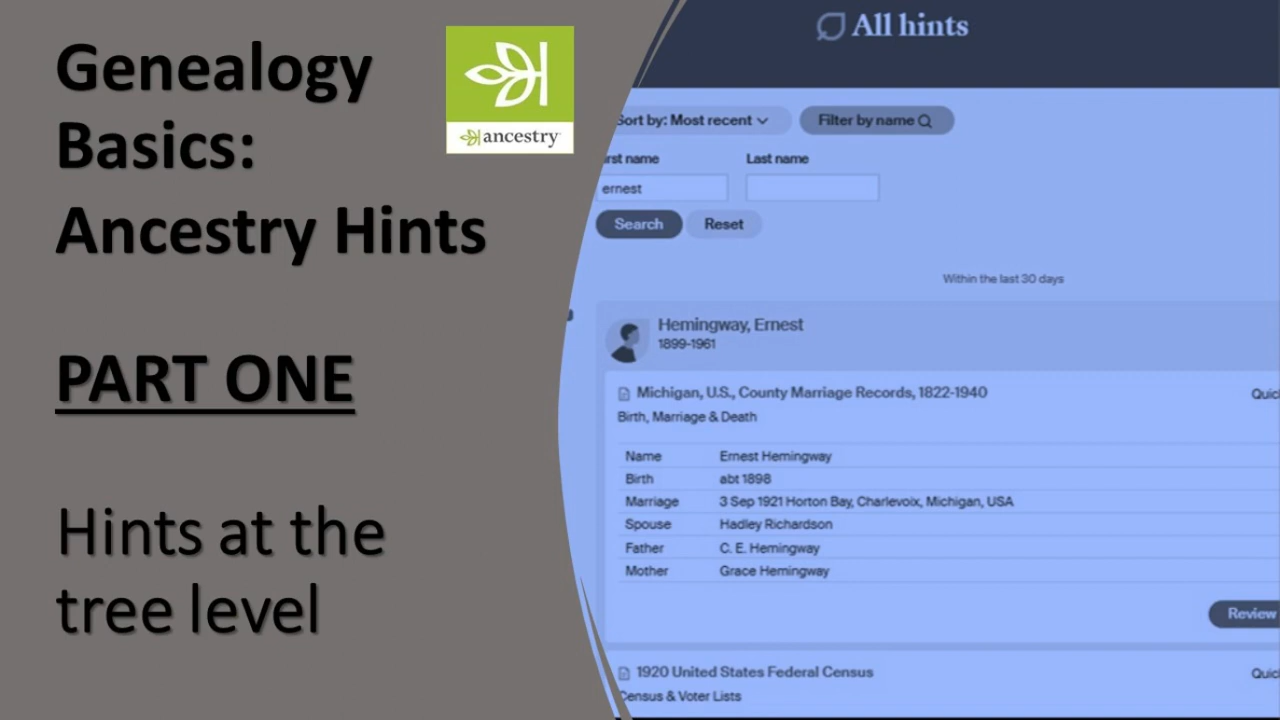 Genealogy
Basics:
Ancestry Hints
ancestry
PART ONE
Hints at the
tree level
All hints
Sort by: Most recent
Filter by name
rst name
Last name
ernest
Search
Reset
Within the last 30 days
Hemingway, Ernest
1899-1961
Michigan, U.S., County Marriage Records, 1822-1940
Quic
Birth, Marriage & Death
Name Ernest Hemingway
Birth abt 1898
Marriage 3 Sep 1921 Horton Bay, Charlevoix, Michigan, USA
Spouse Hadley Richardson
Father C. E. Hemingway
Mother Grace Hemingway
Review
1920 United States Federal Census
Quic
Census & Voter Lists